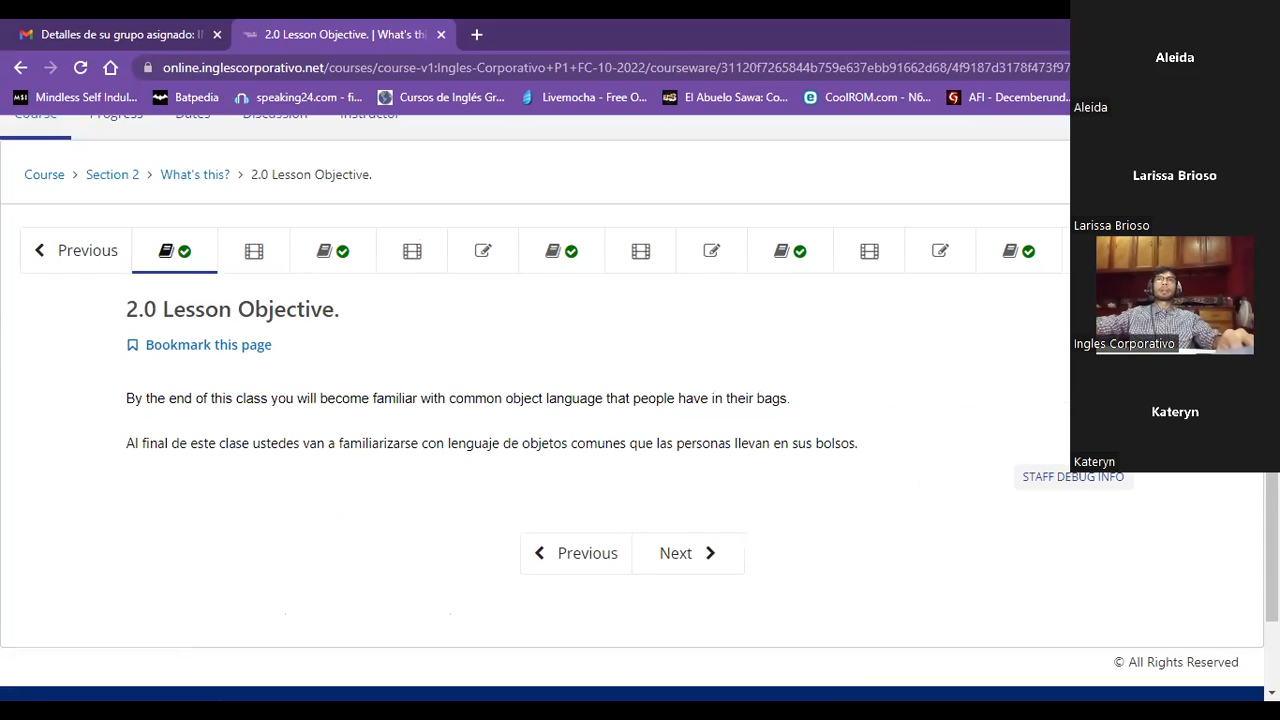 Detalles de su grupo asignado: I
2.0 Lesson Objective. | What's thi
online.inglescorporativo.net/courses/course-v1:Ingles-Corporativo+P1+FC-10-2022/courseware/31120f7265844b759e637ebb91662d68/4f9187d3178f473f97
Mindless Self Indul...
Batpedia
speaking24.com - fi...
Cursos de Inglés Gr...
Livemocha - Free O...
El Abuelo Sawa: Co...
CoolROM.com - N6...
AFI - Decemberund...
Course Progress Dates Discussion Instructor
Course > Section 2 > What's this? > 2.0 Lesson Objective.
Previous
2.0 Lesson Objective.
Bookmark this page
By the end of this class you will become familiar with common object language that people have in their bags.
Al final de este clase ustedes van a familiarizarse con lenguaje de objetos comunes que las personas llevan en sus bolsos.
STAFF DEBUG INFO
Previous
Next
© All Rights Reserved
Aleida
Aleida
Larissa Brioso
Larissa Brioso
Ingles Corporativo
Kateryn
Kateryn